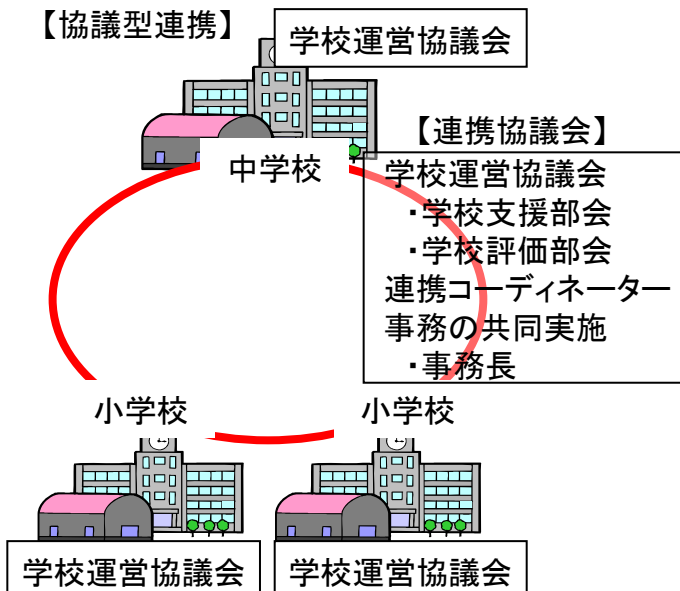 【協議型連携】
学校運営協議会
中学校
【連携協議会】
学校運営協議会
・学校支援部会
・学校評価部会
連携コーディネーター
事務の共同実施
・事務長
小学校
小学校
学校運営協議会
学校運営協議会